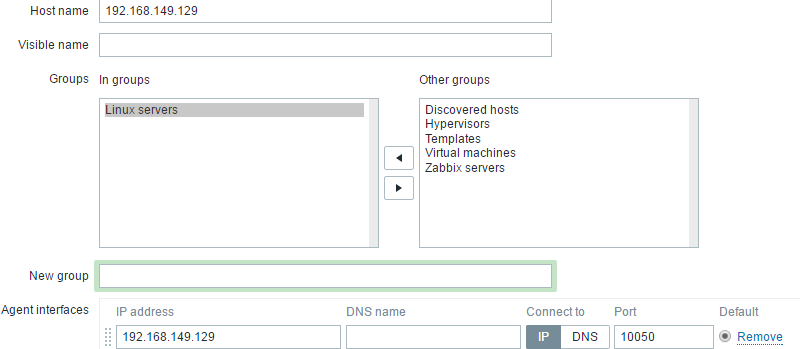 Host name 192.168.149.129
Visible name
Groups In groups Other groups
Linux servers Discovered hosts
Hypervisors
Templates
Virtual machines
Zabbix servers
New group
Agent interfaces IP address DNS name Connect to Port Default
192.168.149.129 IP DNS 10050 Remove